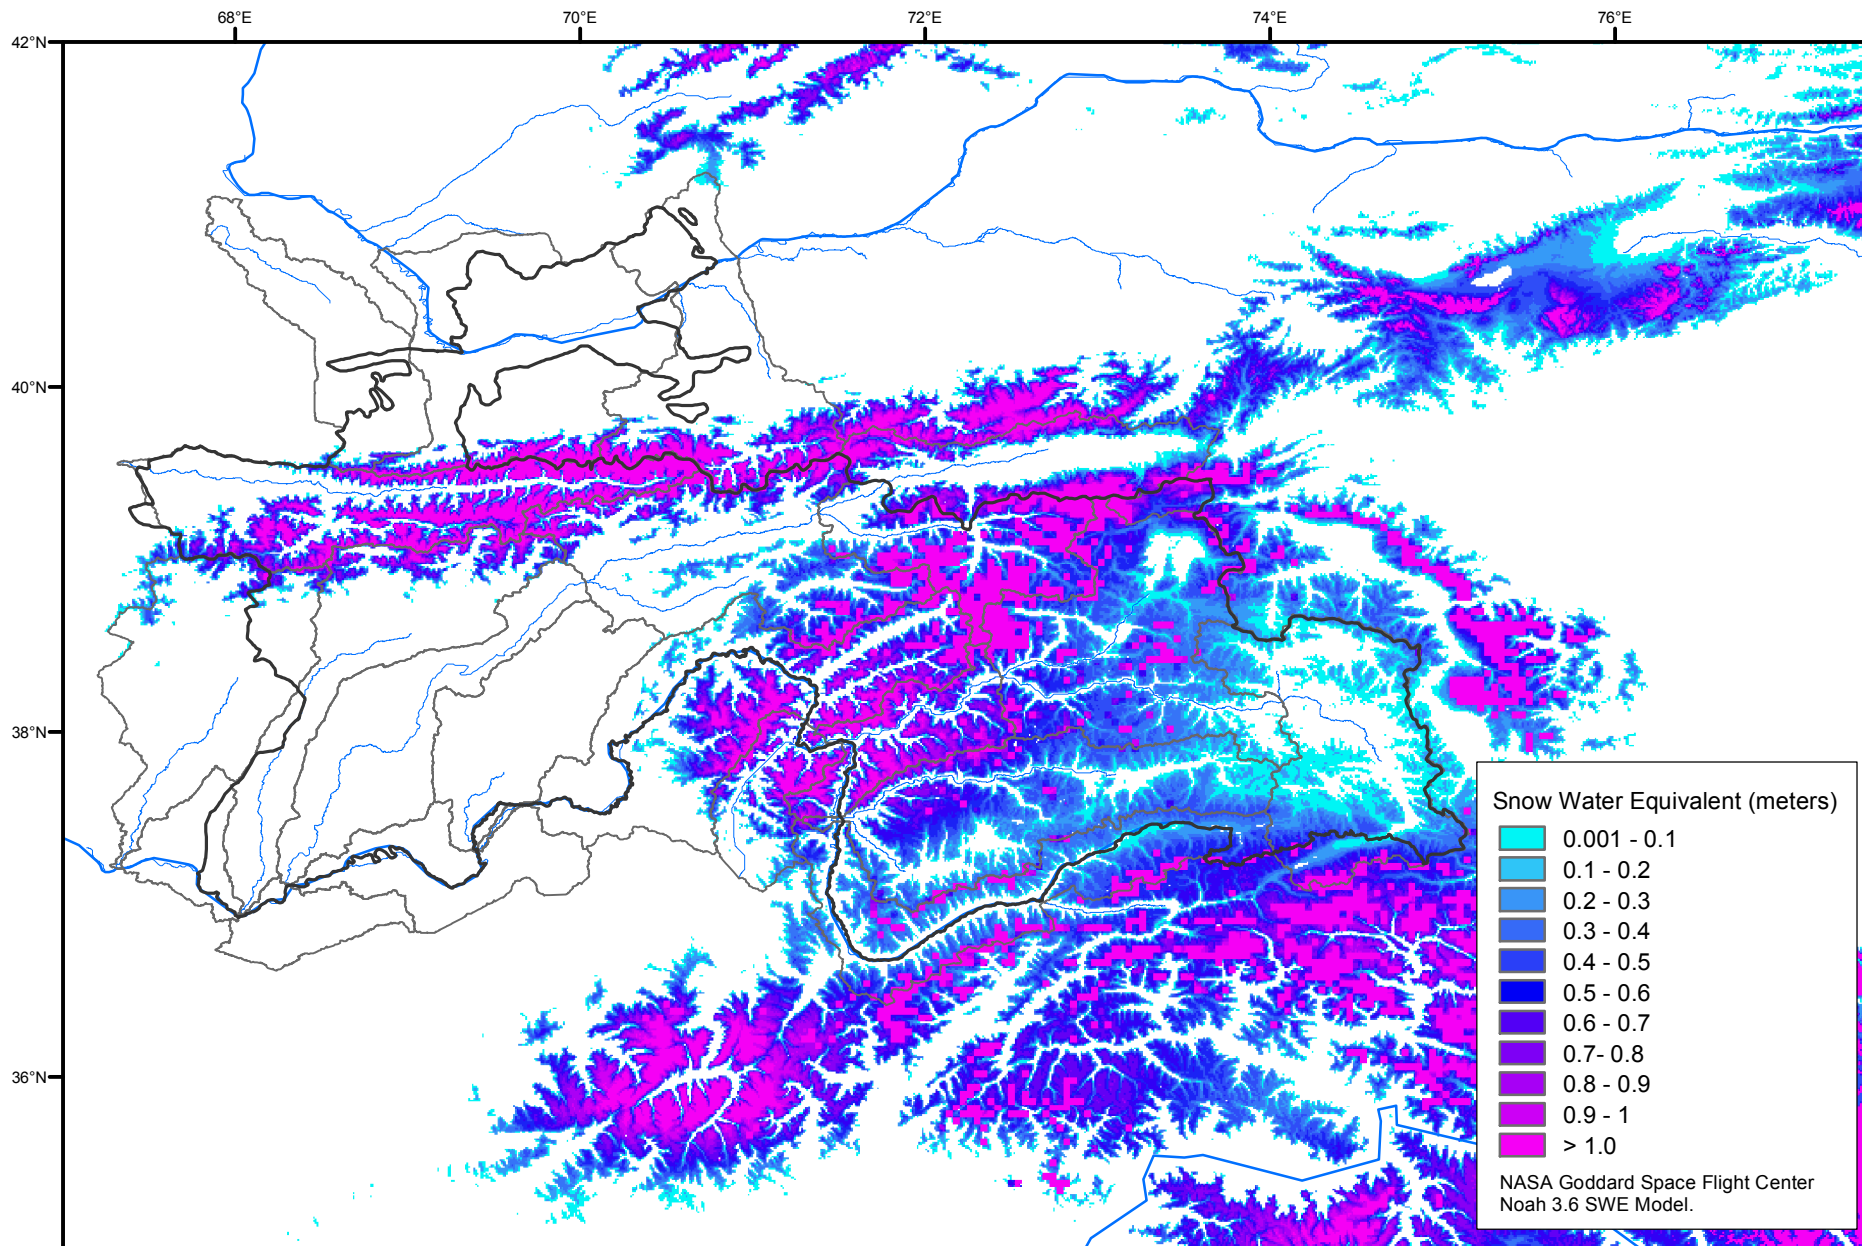 68°E
70°E
72°E
74°E
76°E
42°N
40°N
38°N
36°N
Snow Water Equivalent (meters)
0.001 - 0.1
0.1 - 0.2
0.2 - 0.3
0.3 - 0.4
0.4 - 0.5
0.5 - 0.6
0.6 - 0.7
0.7- 0.8
0.8 - 0.9
0.9 - 1
> 1.0
NASA Goddard Space Flight Center
Noah 3.6 SWE Model.